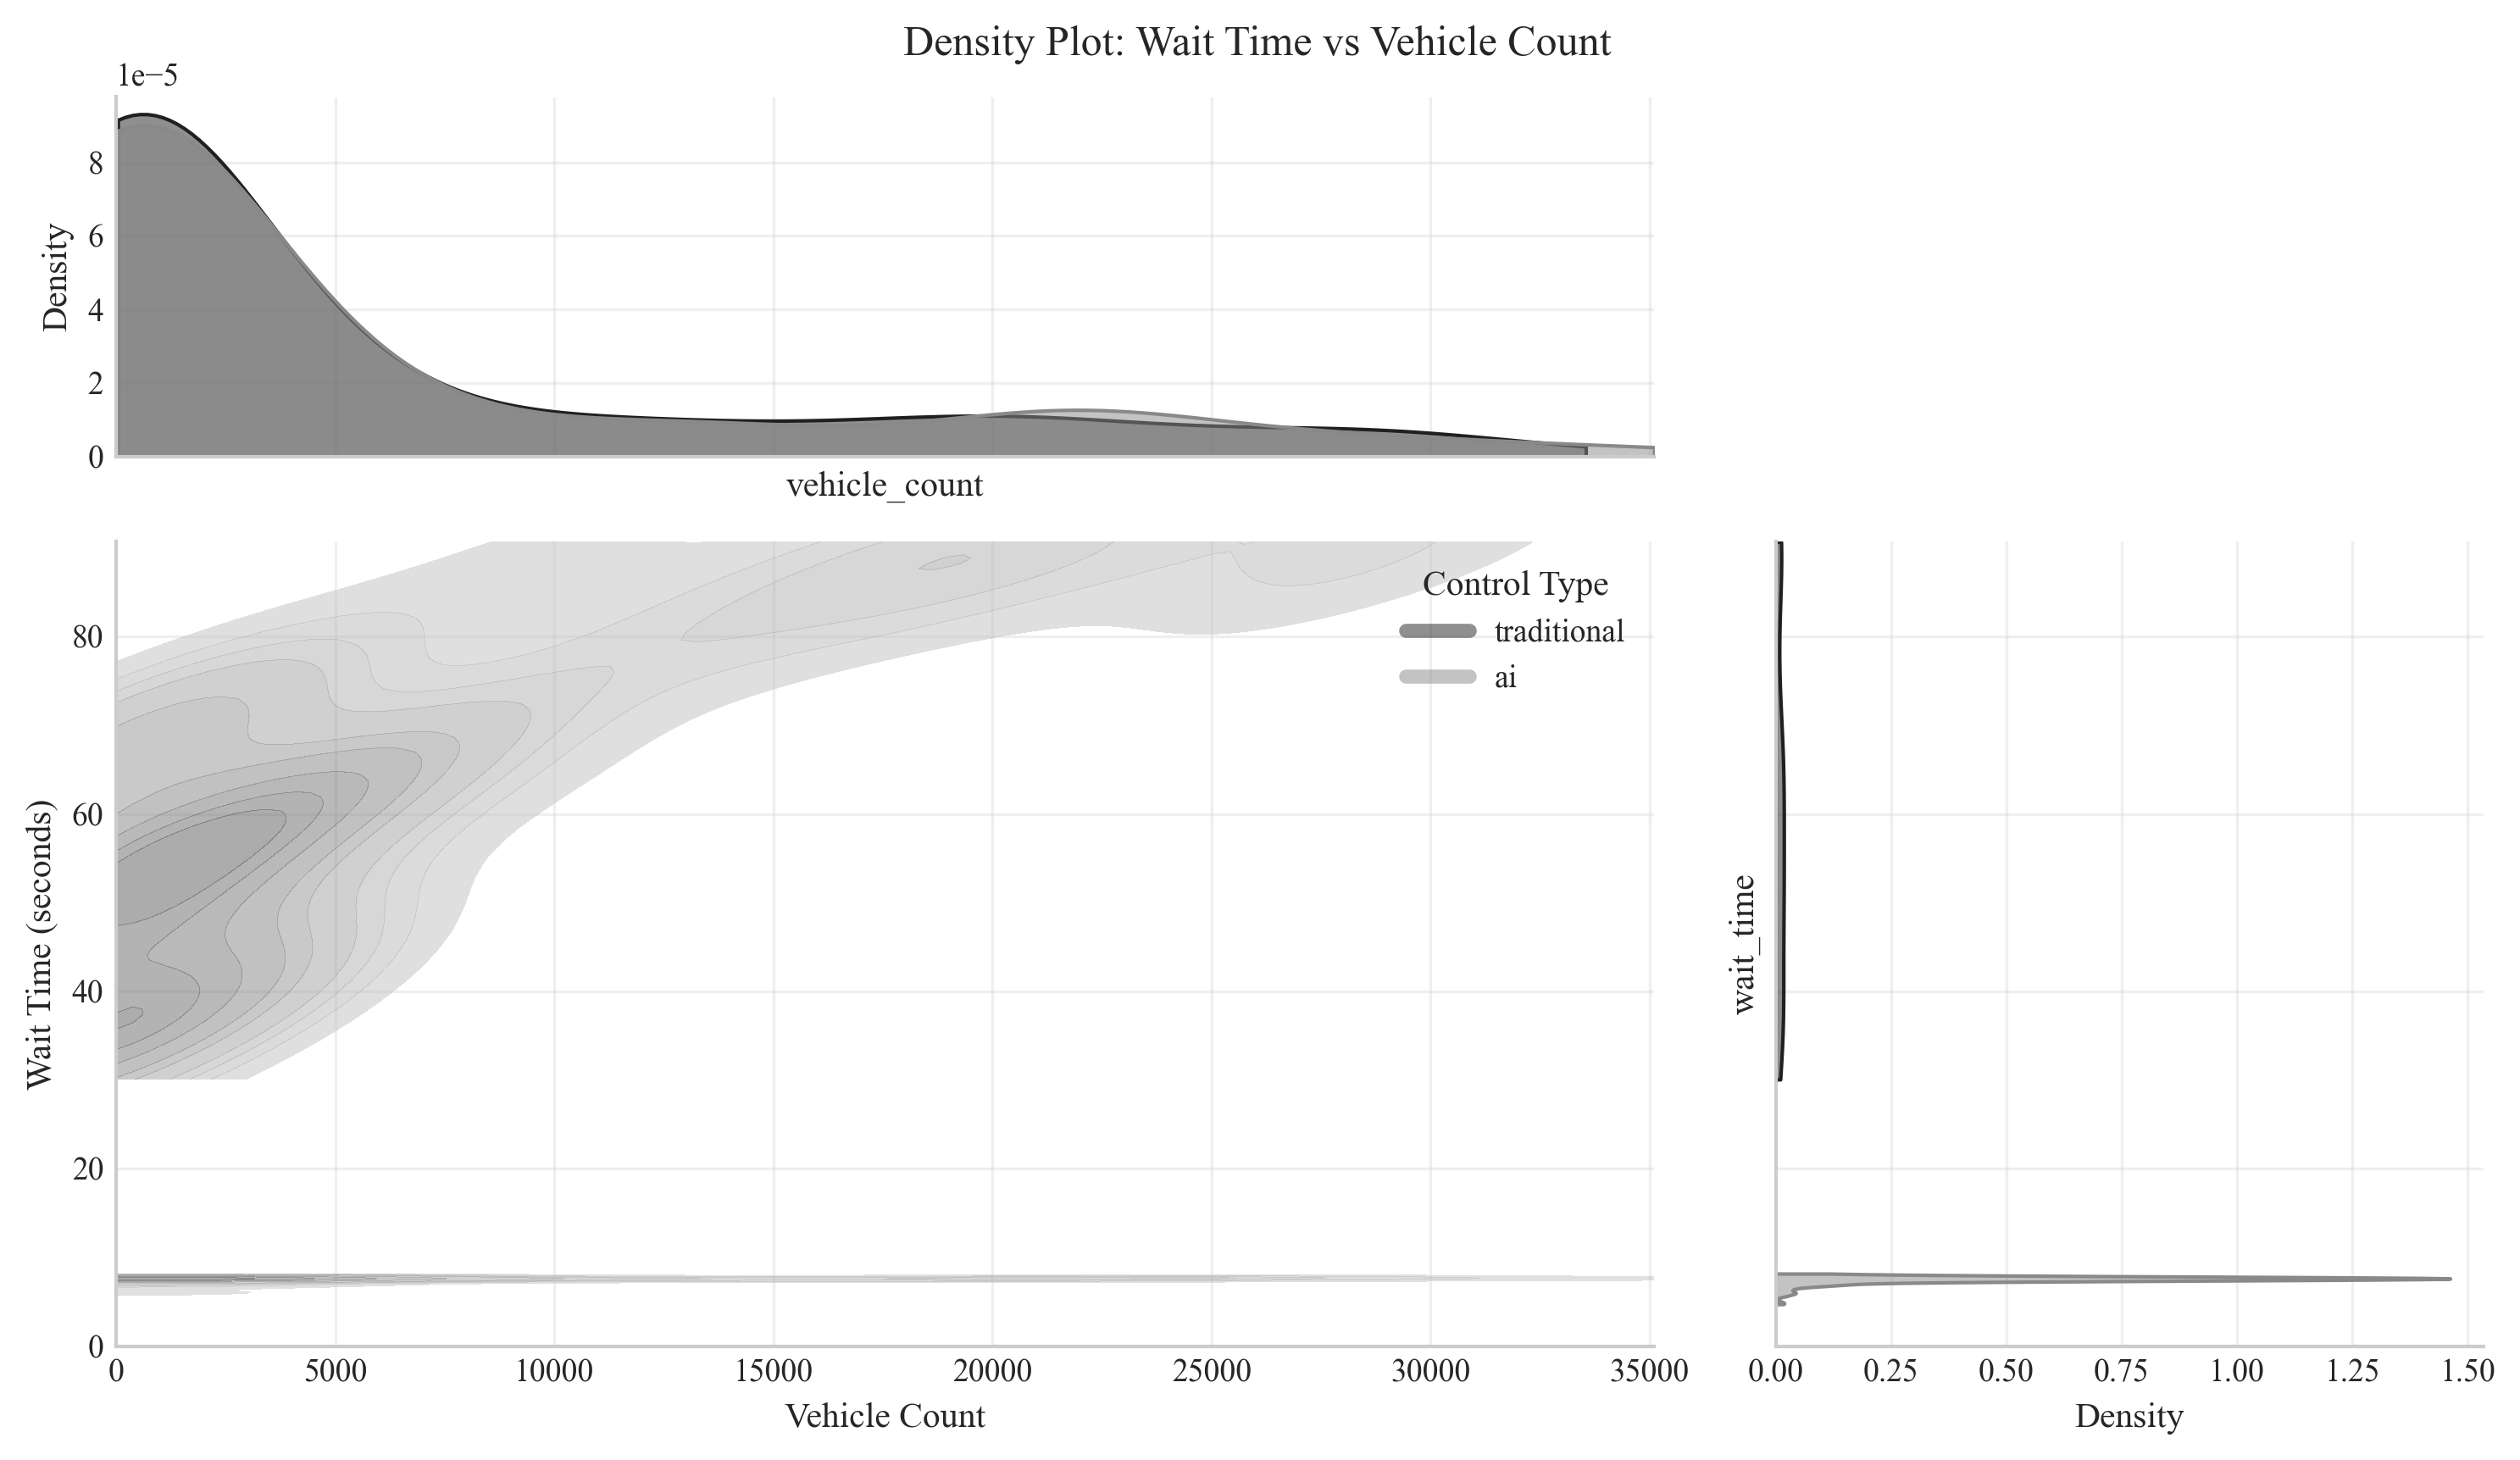 Density Plot: Wait Time vs Vehicle Count
1e−5
8
6
4
2
0
Density
vehicle_count
Control Type
traditional
ai
80
60
40
20
0
Wait Time (seconds)
0 5000 10000 15000 20000 25000 30000 35000
Vehicle Count
wait_time
0.00 0.25 0.50 0.75 1.00 1.25 1.50
Density